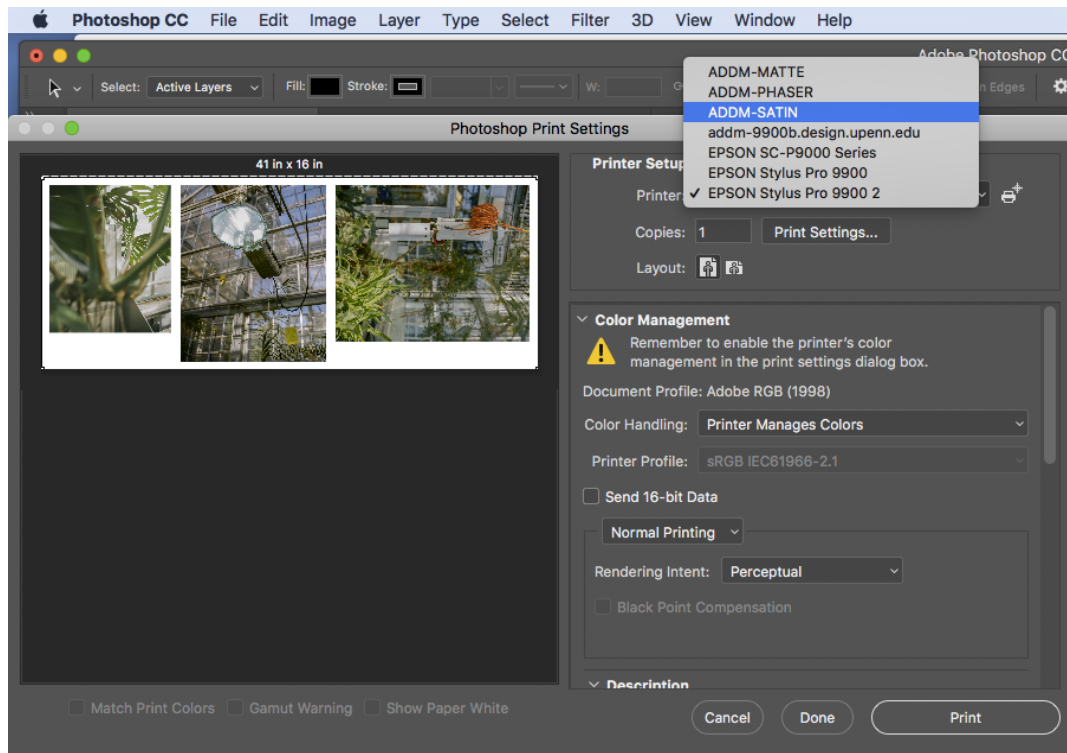 Photoshop CC File Edit Image Layer Type Select Filter 3D View Window Help
Adobe Photoshop CC
Select: Active Layers Fill: Stroke: W: Edges
Photoshop Print Settings
ADDM-MATTE
ADDM-PHASER
ADDM-SATIN
addm-9900b.design.upenn.edu
EPSON SC-P9000 Series
EPSON Stylus Pro 9900
✓ EPSON Stylus Pro 9900 2
41 in x 16 in
Printer Setup
Printer:
Copies: 1 Print Settings...
Layout:
Color Management
Remember to enable the printer's color
management in the print settings dialog box.
Document Profile: Adobe RGB (1998)
Color Handling: Printer Manages Colors
Printer Profile: sRGB IEC61966-2.1
Send 16-bit Data
Normal Printing
Rendering Intent: Perceptual
Black Point Compensation
Description
Match Print Colors Gamut Warning Show Paper White
Cancel Done Print